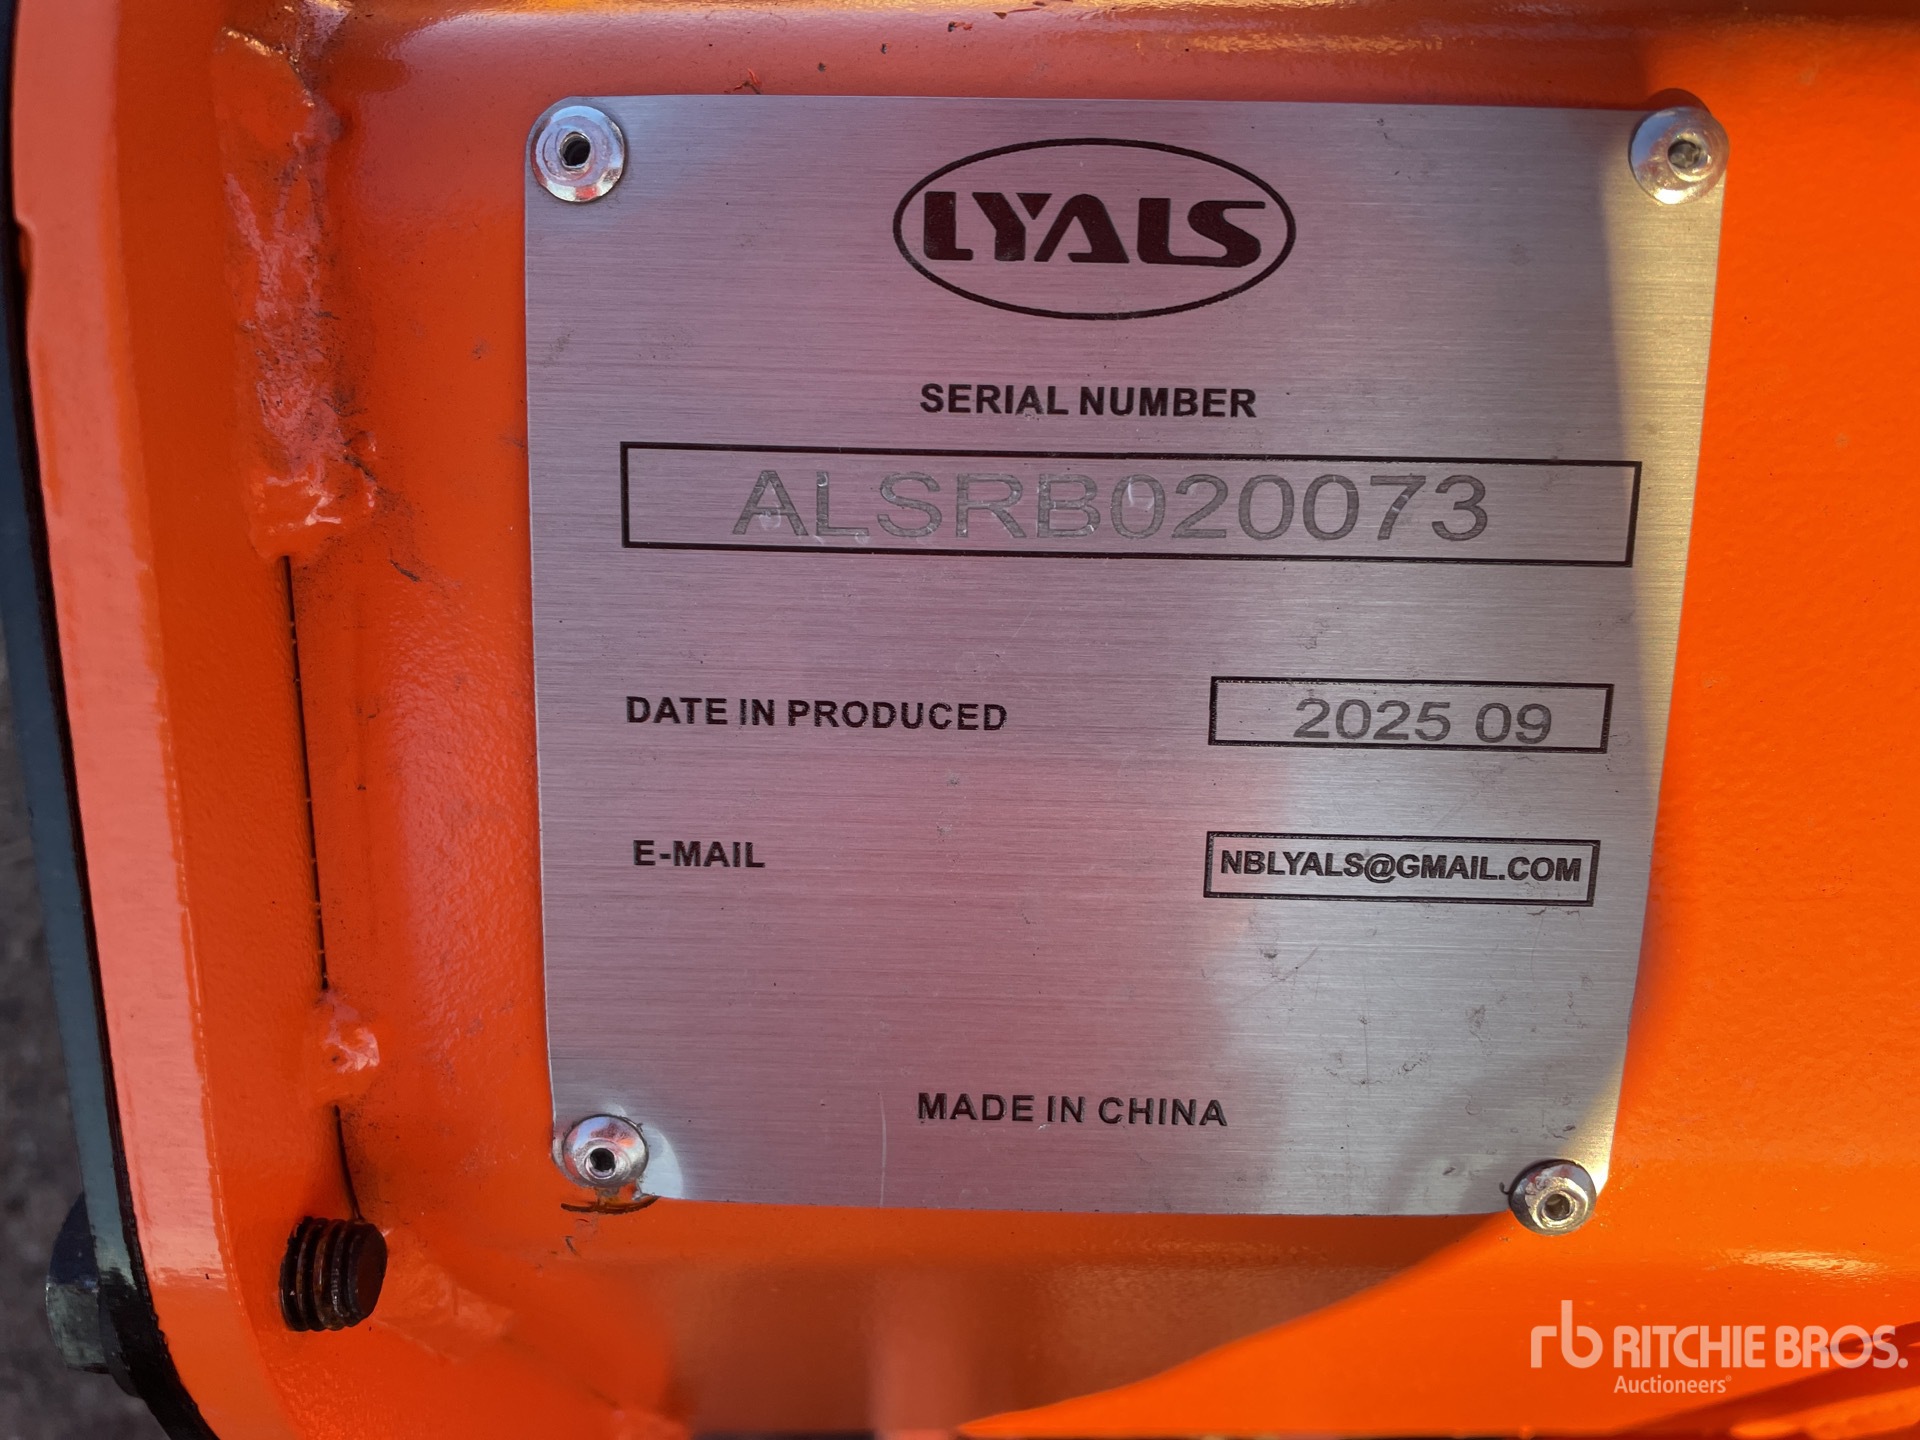 LYALS
SERIAL NUMBER
ALSRB020073
DATE IN PRODUCED 2025 09
E-MAIL NBLYALS@GMAIL.COM
MADE IN CHINA
rb RITCHIE BROS.
Auctioneers